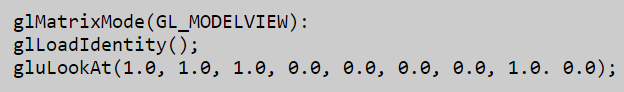 glMatrixMode(GL_MODELVIEW):
glLoadIdentity();
gluLookAt(1.0, 1.0, 1.0, 0.0, 0.0, 0.0, 0.0, 1.0. 0.0);